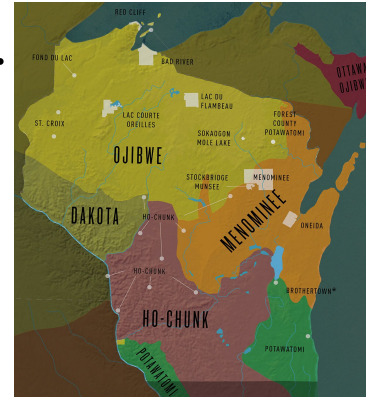 RED CLIFF
FOND DU LAC
BAD RIVER
OTTAWA
OJIBW
LAC DU
FLAMBEAU
LAC COURTE
OREILLES
ST. CROIX
FOREST
COUNTY
POTAWATOMI
SOKAOGON
MOLE LAKE
OJIBWE
STOCKBRIDGE
MUNSEE
MENOMINEE
DAKOTA
HO-CHUNK
MENOMINEE
ONEIDA
HO-CHUNK
BROTHERTOWN*
HO-CHUNK
POTAWATOMI
POTAWATOMI